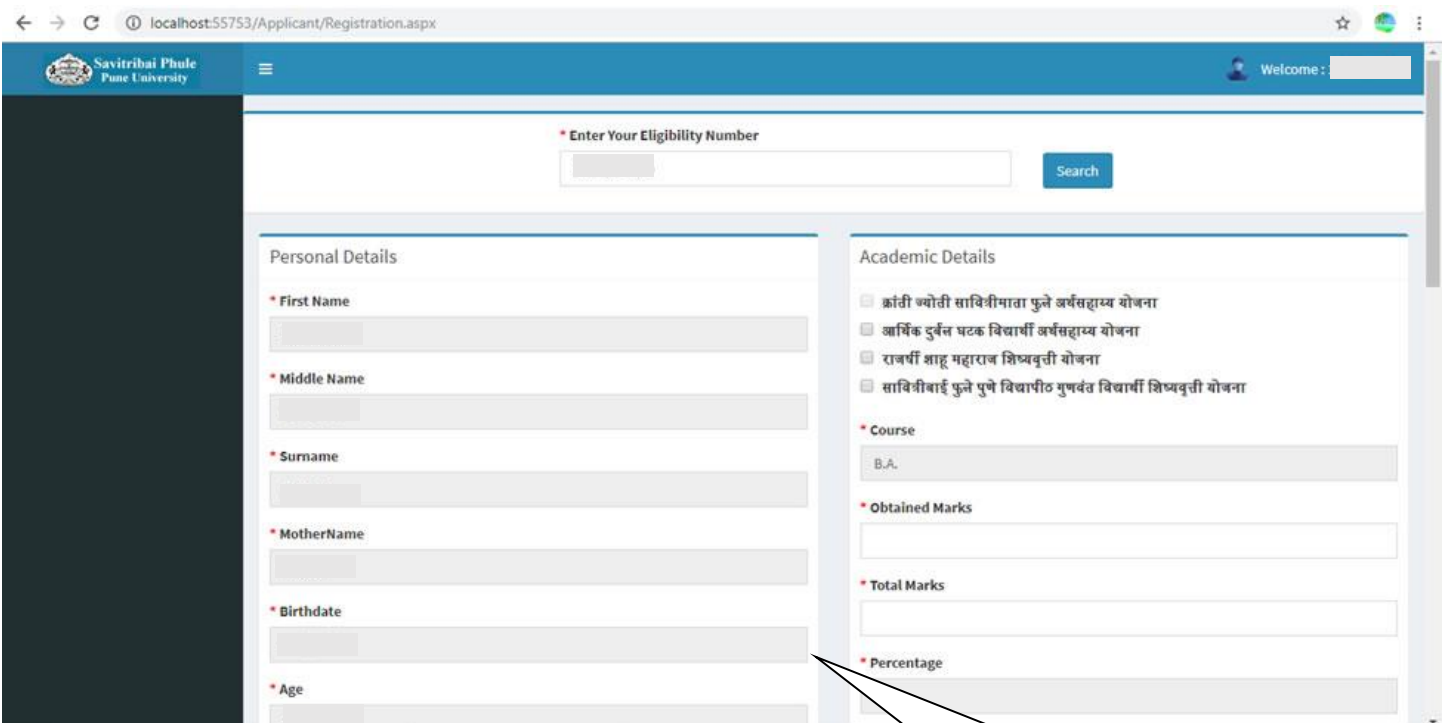 localhost:55753/Applicant/Registration.aspx
Savitribai Phule
Pune University
Welcome :
* Enter Your Eligibility Number
Search
Personal Details
* First Name
* Middle Name
* Surname
* MotherName
* Birthdate
* Age
Academic Details
क्रांती ज्योती सावित्रीमाता फुले अर्थसहाय्य योजना
आर्थिक दुर्बल घटक विद्यार्थी अर्थसहाय्य योजना
राजर्षी शाहू महाराज शिष्यवृत्ती योजना
सावित्रीबाई फुले पुणे विद्यापीठ गुणवंत विद्यार्थी शिष्यवृत्ती योजना
* Course
B.A.
* Obtained Marks
* Total Marks
* Percentage